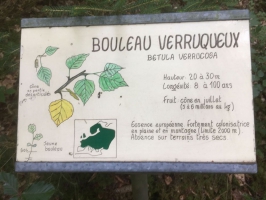 BOULEAU VERRUQUEUX
BETULA VERRUCOSA
Hauteur 20 à 30m
Longévité 8 à 100 ans
Fruit cône en juillet
Essence européenne fortement colonisatrice
en plaine et en montagne (limite 2000m)
Absence sur terrains très secs